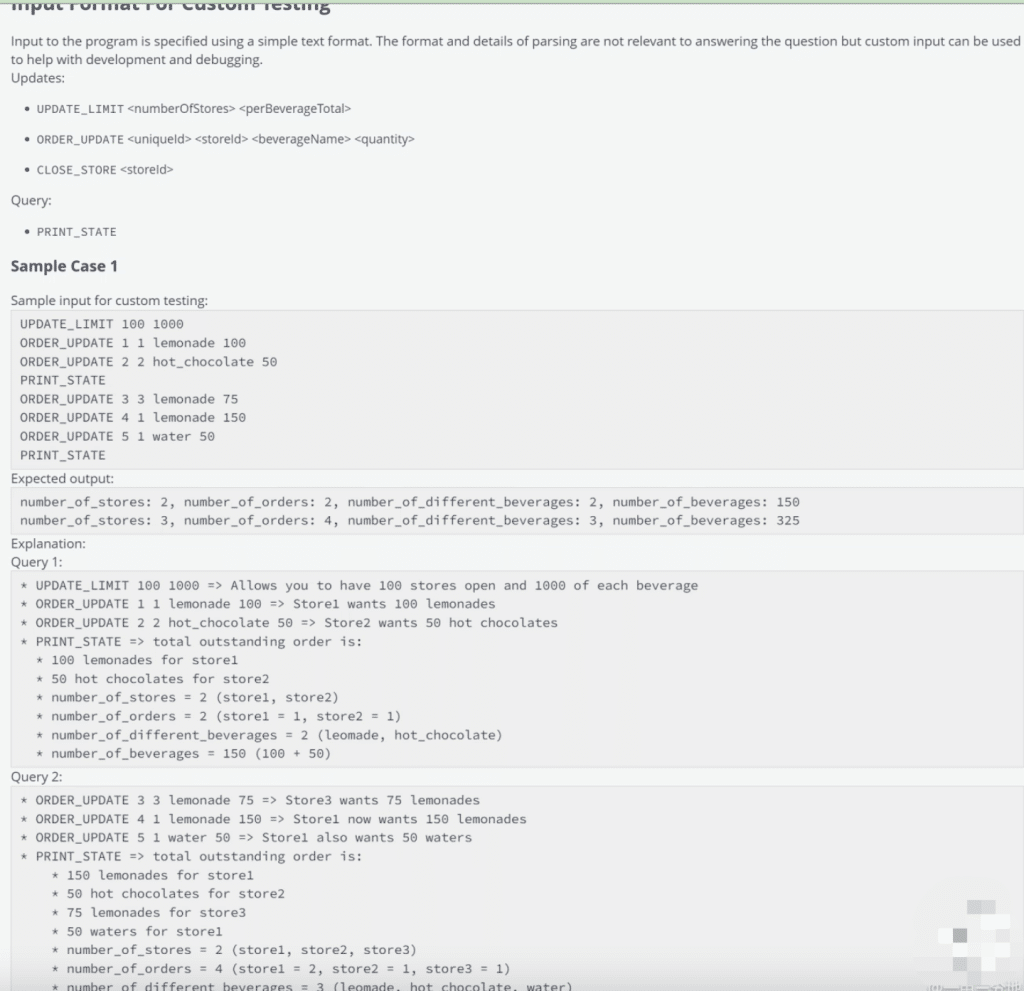 Input Format For Custom Testing
Input to the program is specified using a simple text format. The format and details of parsing are not relevant to answering the question but custom input can be used
to help with development and debugging.
Updates:
• UPDATE_LIMIT <numberOfStores> <perBeverageTotal>
• ORDER_UPDATE <uniqueId> <storeId> <beverageName> <quantity>
• CLOSE_STORE <storeId>
Query:
• PRINT_STATE
Sample Case 1
Sample input for custom testing:
UPDATE_LIMIT 100 1000
ORDER_UPDATE 1 1 lemonade 100
ORDER_UPDATE 2 2 hot_chocolate 50
PRINT_STATE
ORDER_UPDATE 3 3 lemonade 75
ORDER_UPDATE 4 1 lemonade 150
ORDER_UPDATE 5 1 water 50
PRINT_STATE
Expected output:
number_of_stores: 2, number_of_orders: 2, number_of_different_beverages: 2, number_of_beverages: 150
number_of_stores: 3, number_of_orders: 4, number_of_different_beverages: 3, number_of_beverages: 325
Explanation:
Query 1:
* UPDATE_LIMIT 100 1000 => Allows you to have 100 stores open and 1000 of each beverage
* ORDER_UPDATE 1 1 lemonade 100 => Store1 wants 100 lemonades
* ORDER_UPDATE 2 2 hot_chocolate 50 => Store2 wants 50 hot chocolates
* PRINT_STATE => total outstanding order is:
* 100 lemonades for store1
* 50 hot chocolates for store2
* number_of_stores = 2 (store1, store2)
* number_of_orders = 2 (store1 = 1, store2 = 1)
* number_of_different_beverages = 2 (leomade, hot_chocolate)
* number_of_beverages = 150 (100 + 50)
Query 2:
* ORDER_UPDATE 3 3 lemonade 75 => Store3 wants 75 lemonades
* ORDER_UPDATE 4 1 lemonade 150 => Store1 now wants 150 lemonades
* ORDER_UPDATE 5 1 water 50 => Store1 also wants 50 waters
* PRINT_STATE => total outstanding order is:
* 150 lemonades for store1
* 50 hot chocolates for store2
* 75 lemonades for store3
* 50 waters for store1
* number_of_stores = 2 (store1, store2, store3)
* number_of_orders = 4 (store1 = 2, store2 = 1, store3 = 1)
* number_of_different_beverages = 3 (leomade, hot_chocolate, water)